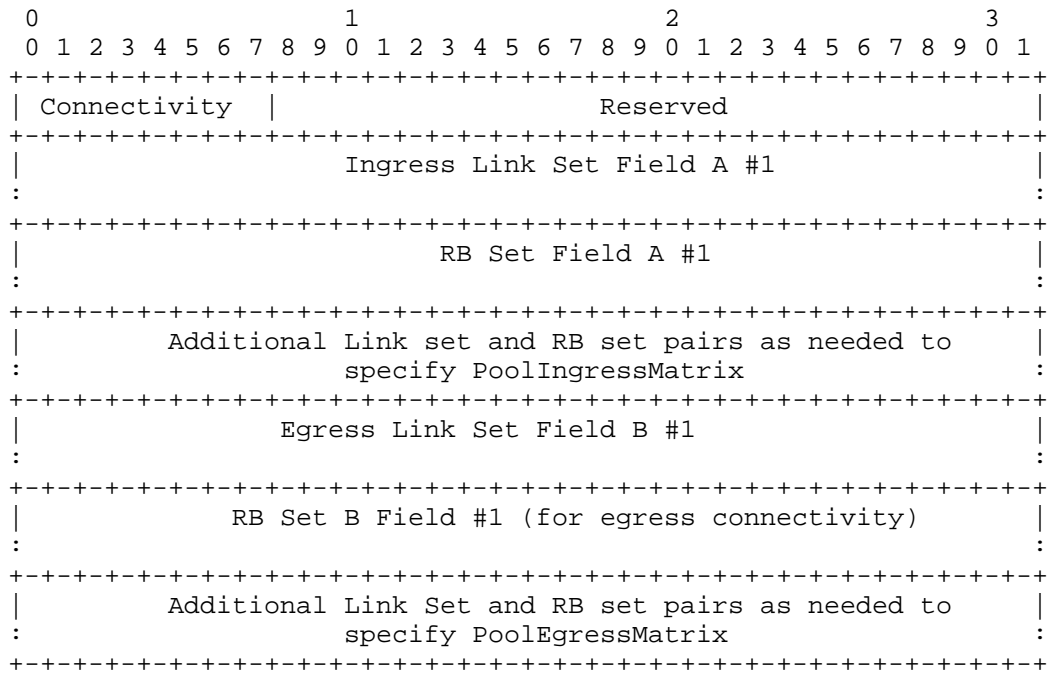 0                   1                   2                   3
 0 1 2 3 4 5 6 7 8 9 0 1 2 3 4 5 6 7 8 9 0 1 2 3 4 5 6 7 8 9 0 1
+-+-+-+-+-+-+-+-+-+-+-+-+-+-+-+-+-+-+-+-+-+-+-+-+-+-+-+-+-+-+-+-+
| Connectivity  |                    Reserved                   |
+-+-+-+-+-+-+-+-+-+-+-+-+-+-+-+-+-+-+-+-+-+-+-+-+-+-+-+-+-+-+-+-+
|                    Ingress Link Set Field A #1                |
:                                                               :
+-+-+-+-+-+-+-+-+-+-+-+-+-+-+-+-+-+-+-+-+-+-+-+-+-+-+-+-+-+-+-+-+
|                          RB Set Field A #1                    |
:                                                               :
+-+-+-+-+-+-+-+-+-+-+-+-+-+-+-+-+-+-+-+-+-+-+-+-+-+-+-+-+-+-+-+-+
|         Additional Link set and RB set pairs as needed to     |
:                    specify PoolIngressMatrix                  :
+-+-+-+-+-+-+-+-+-+-+-+-+-+-+-+-+-+-+-+-+-+-+-+-+-+-+-+-+-+-+-+-+
|                Egress Link Set Field B #1                     |
:                                                               :
+-+-+-+-+-+-+-+-+-+-+-+-+-+-+-+-+-+-+-+-+-+-+-+-+-+-+-+-+-+-+-+-+
|             RB Set B Field #1 (for egress connectivity)       |
:                                                               :
+-+-+-+-+-+-+-+-+-+-+-+-+-+-+-+-+-+-+-+-+-+-+-+-+-+-+-+-+-+-+-+-+
|         Additional Link Set and RB set pairs as needed to     |
:                    specify PoolEgressMatrix                   :
+-+-+-+-+-+-+-+-+-+-+-+-+-+-+-+-+-+-+-+-+-+-+-+-+-+-+-+-+-+-+-+-+